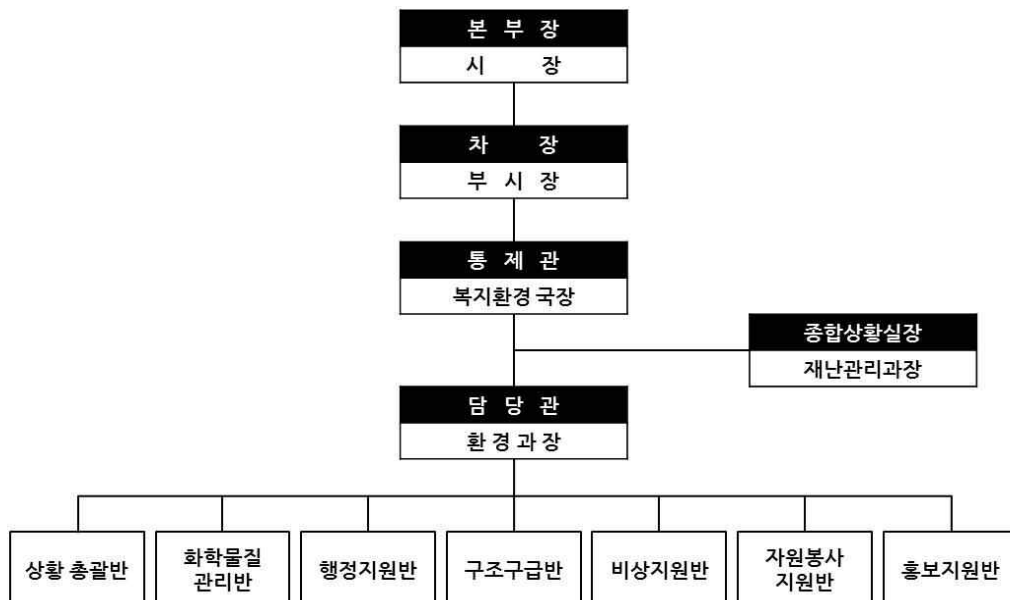 본 부 장
시 장
차 장
부 시 장
통 제 관
복지환경 국장
종합상황실장
재난관리과장
담 당 관
환 경 과 장
상황 총괄반
화학물질
관리반
행정지원반
구조구급반
비상지원반
자원봉사
지원반
홍보지원반